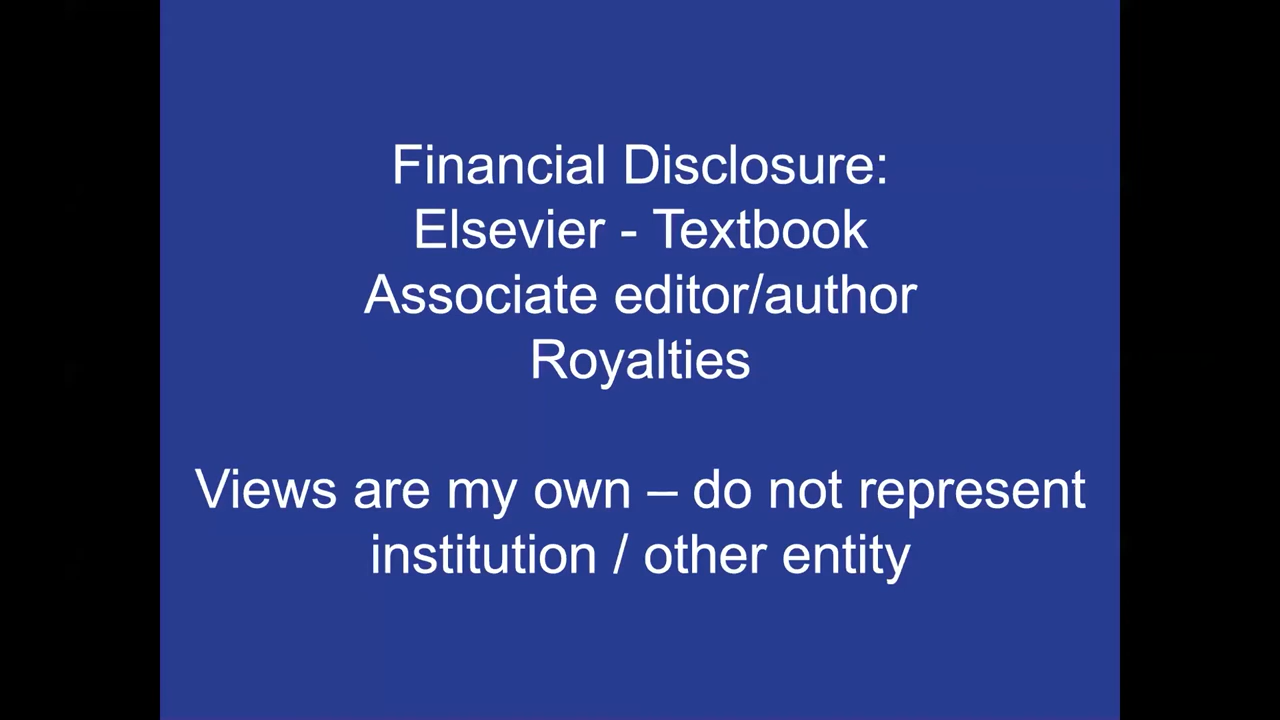 Financial Disclosure:
Elsevier - Textbook
Associate editor/author
Royalties
Views are my own – do not represent
institution / other entity